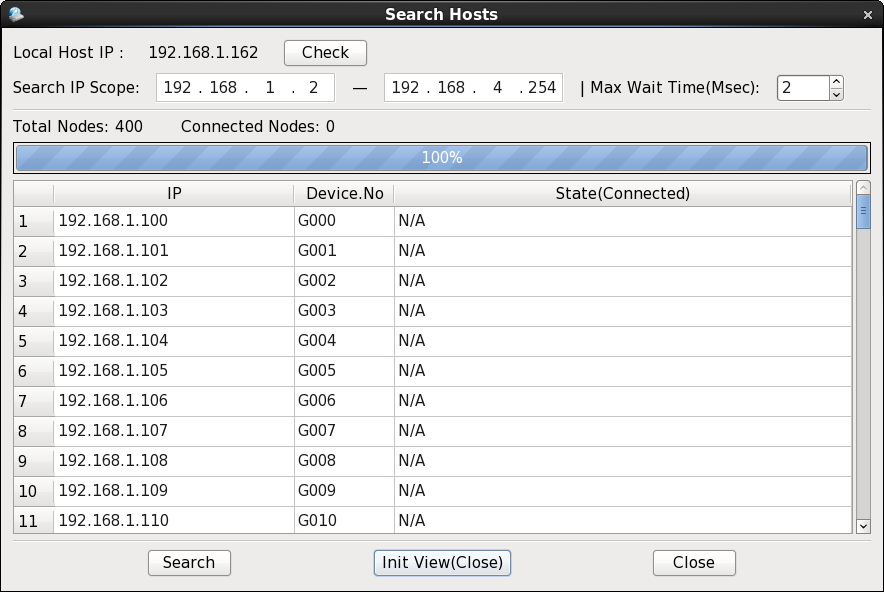 Search Hosts
Local Host IP : 192.168.1.162 Check
Search IP Scope: 192 . 168 . 1 . 2 — 192 . 168 . 4 . 254 | Max Wait Time(Msec): 2
Total Nodes: 400 Connected Nodes: 0
100%
IP Device.No State(Connected)
1 192.168.1.100 G000 N/A
2 192.168.1.101 G001 N/A
3 192.168.1.102 G002 N/A
4 192.168.1.103 G003 N/A
5 192.168.1.104 G004 N/A
6 192.168.1.105 G005 N/A
7 192.168.1.106 G006 N/A
8 192.168.1.107 G007 N/A
9 192.168.1.108 G008 N/A
10 192.168.1.109 G009 N/A
11 192.168.1.110 G010 N/A
Search Init View(Close) Close